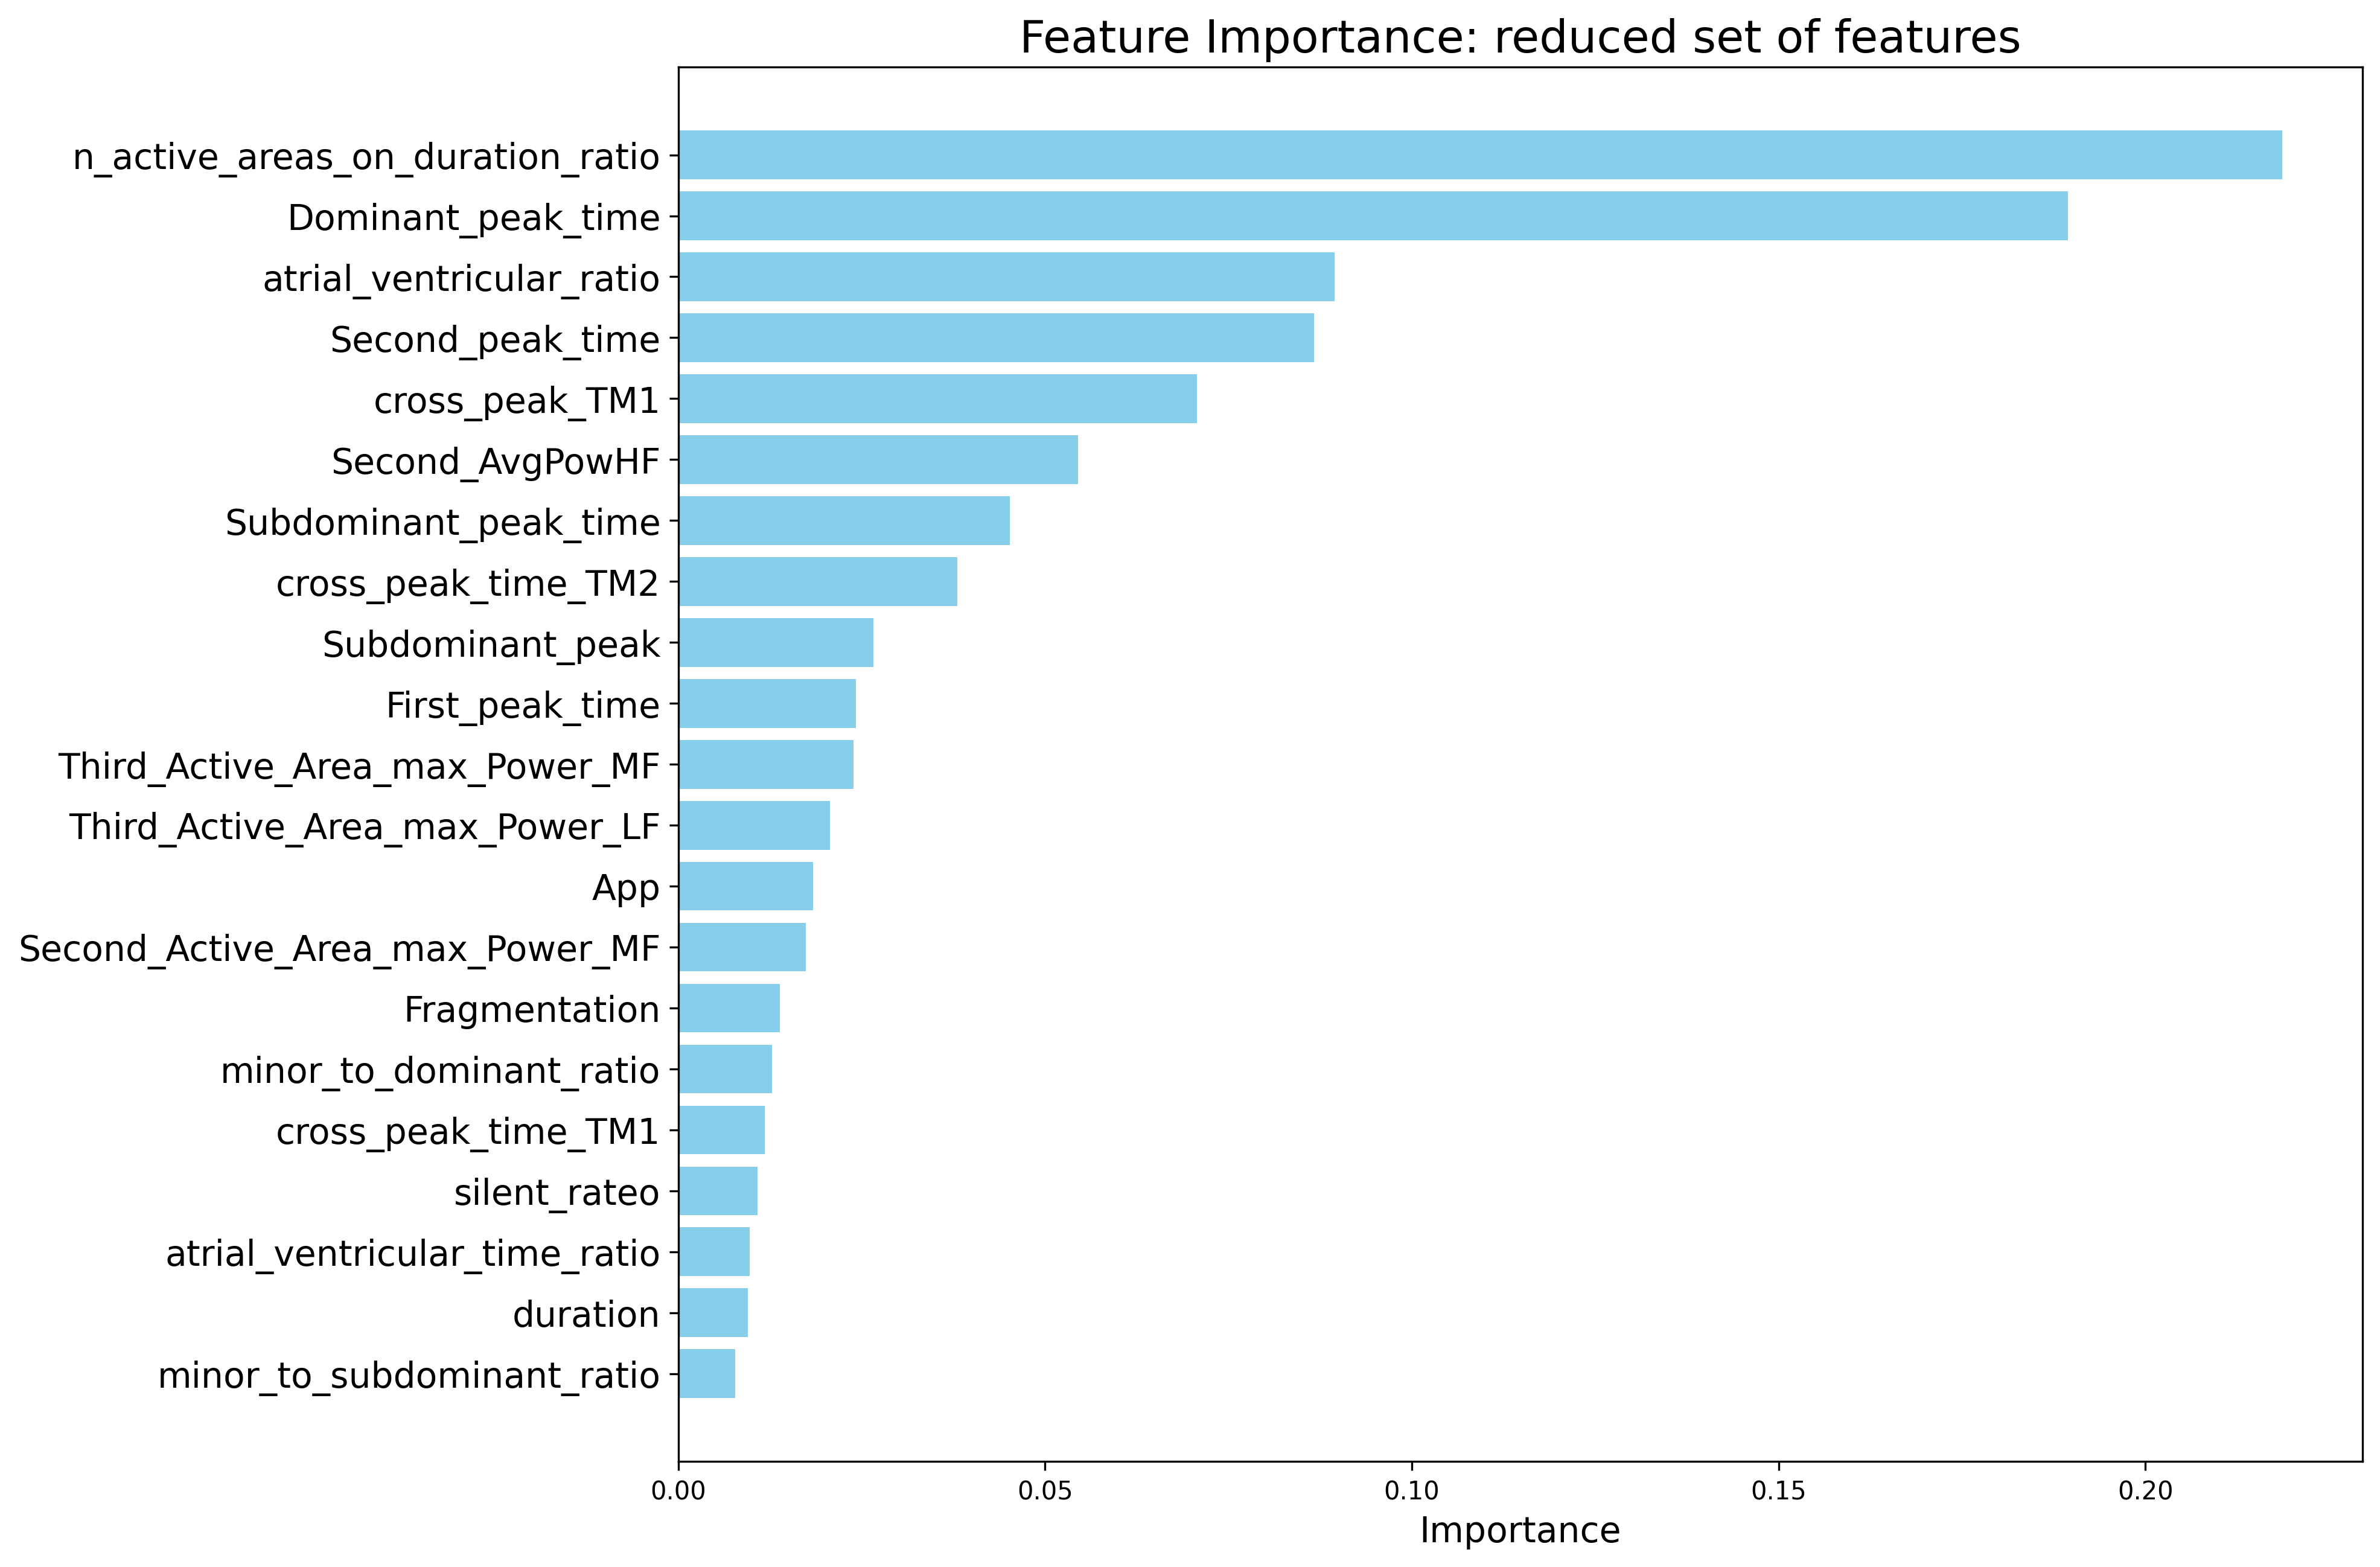 Feature Importance: reduced set of features
n_active_areas_on_duration_ratio
Dominant_peak_time
atrial_ventricular_ratio
Second_peak_time
cross_peak_TM1
Second_AvgPowHF
Subdominant_peak_time
cross_peak_time_TM2
Subdominant_peak
First_peak_time
Third_Active_Area_max_Power_MF
Third_Active_Area_max_Power_LF
App
Second_Active_Area_max_Power_MF
Fragmentation
minor_to_dominant_ratio
cross_peak_time_TM1
silent_rateo
atrial_ventricular_time_ratio
duration
minor_to_subdominant_ratio
0.00 0.05 0.10 0.15 0.20
Importance